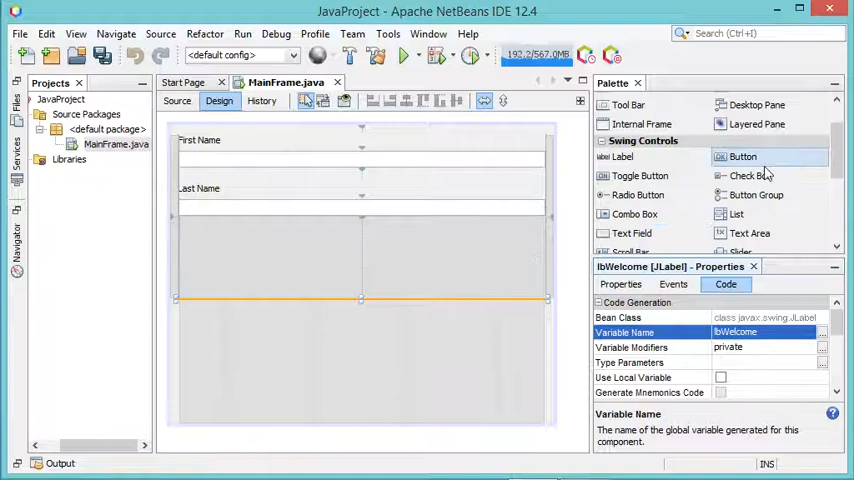 JavaProject - Apache NetBeans IDE 12.4
File Edit View Navigate Source Refactor Run Debug Profile Team Tools Window Help
Search (Ctrl+I)
<default config>
192.2/567.0MB
Projects
JavaProject
Source Packages
<default package>
MainFrame.java
Libraries
Files
Services
Navigator
Start Page
MainFrame.java
Source Design History
First Name
Last Name
Palette
Tool Bar Desktop Pane
Internal Frame Layered Pane
Swing Controls
Label Button
Toggle Button Check Box
Radio Button Button Group
Combo Box List
Text Field Text Area
Scroll Bar Slider
lbWelcome [JLabel] - Properties
Properties Events Code
Code Generation
Bean Class class javax.swing.JLabel
Variable Name lbWelcome
Variable Modifiers private
Type Parameters
Use Local Variable
Generate Mnemonics Code
Variable Name
The name of the global variable generated for this
component.
Output
INS